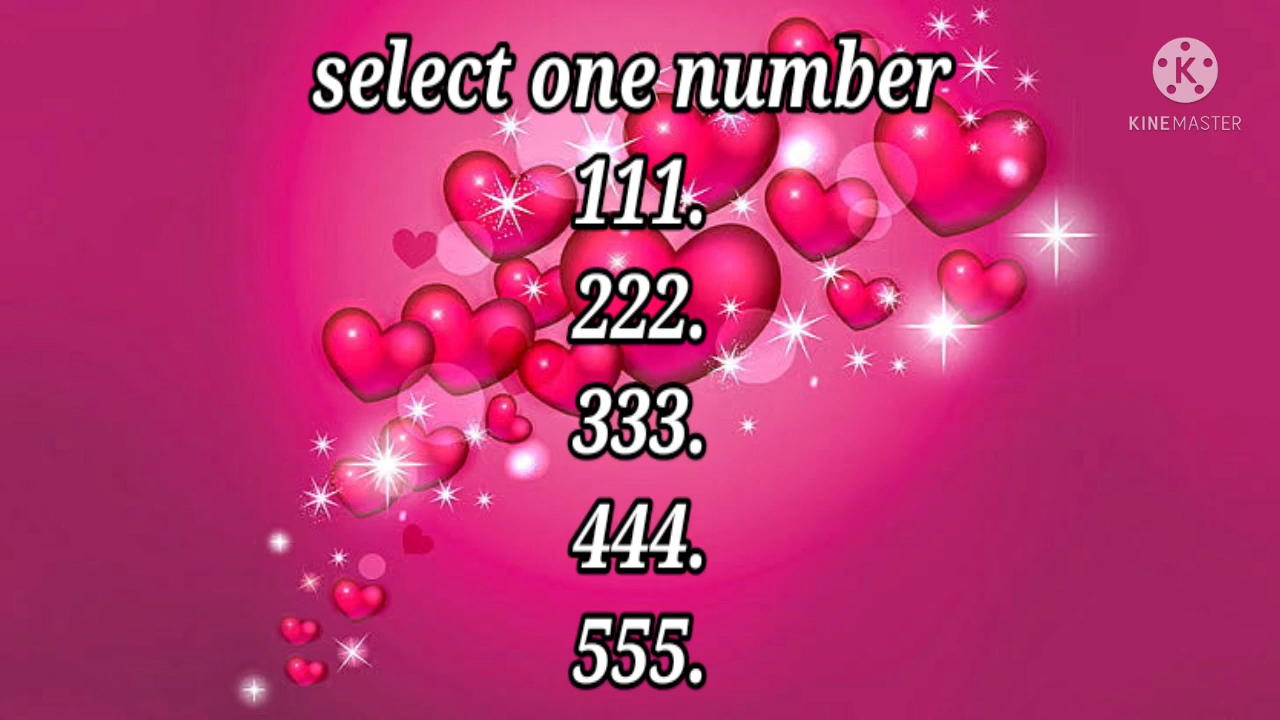 select one number
K
KINEMASTER
111.
222.
333.
444.
555.